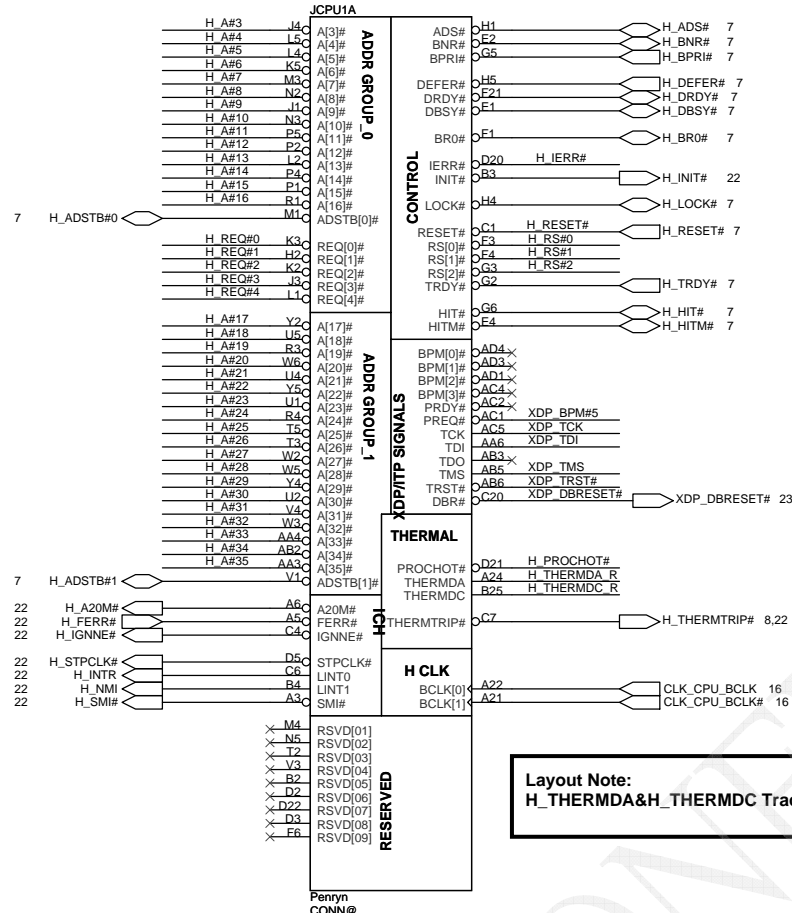 JCPU1A
H_A#3 J4 A[3]# ADS# H1 H_ADS# 7
H_A#4 L5 A[4]# BNR# E2 H_BNR# 7
H_A#5 L4 A[5]# BPRI# G5 H_BPRI# 7
H_A#6 K5 A[6]#
H_A#7 M3 A[7]# DEFER# H5 H_DEFER# 7
H_A#8 N2 A[8]# DRDY# F21 H_DRDY# 7
H_A#9 J1 A[9]# DBSY# E1 H_DBSY# 7
H_A#10 N3 A[10]#
H_A#11 P5 A[11]# BR0# F1 H_BR0# 7
H_A#12 P2 A[12]#
H_A#13 L2 A[13]# IERR# D20 H_IERR#
H_A#14 P4 A[14]# INIT# B3 H_INIT# 22
H_A#15 P1 A[15]#
H_A#16 R1 A[16]# LOCK# H4 H_LOCK# 7
7 H_ADSTB#0 M1 ADSTB[0]#
ADDR GROUP_0
CONTROL
RESET# C1 H_RESET# H_RESET# 7
H_REQ#0 K3 REQ[0]# RS[0]# F3 H_RS#0
H_REQ#1 H2 REQ[1]# RS[1]# F4 H_RS#1
H_REQ#2 K2 REQ[2]# RS[2]# G3 H_RS#2
H_REQ#3 J3 REQ[3]# TRDY# G2 H_TRDY# 7
H_REQ#4 L1 REQ[4]#
HIT# G6 H_HIT# 7
HITM# E4 H_HITM# 7
H_A#17 Y2 A[17]#
H_A#18 U5 A[18]#
H_A#19 R3 A[19]# BPM[0]# AD4
H_A#20 W6 A[20]# BPM[1]# AD3
H_A#21 U4 A[21]# BPM[2]# AD1
H_A#22 Y5 A[22]# BPM[3]# AC4
H_A#23 U1 A[23]# PRDY# AC2
H_A#24 R4 A[24]# PREQ# AC1 XDP_BPM#5
H_A#25 T5 A[25]# TCK AC5 XDP_TCK
H_A#26 T3 A[26]# TDI AA6 XDP_TDI
H_A#27 W2 A[27]# TDO AB3
H_A#28 W5 A[28]# TMS AB5 XDP_TMS
H_A#29 Y4 A[29]# TRST# AB6 XDP_TRST#
H_A#30 U2 A[30]# DBR# C20 XDP_DBRESET# XDP_DBRESET# 23
H_A#31 V4 A[31]#
H_A#32 W3 A[32]#
H_A#33 AA4 A[33]#
H_A#34 AB2 A[34]#
H_A#35 AA3 A[35]#
7 H_ADSTB#1 V1 ADSTB[1]#
ADDR GROUP_1
XDP/ITP SIGNALS
THERMAL
PROCHOT# D21 H_PROCHOT#
THERMDA A24 H_THERMDA_R
THERMDC B25 H_THERMDC_R
22 H_A20M# A6 A20M#
22 H_FERR# A5 FERR# THERMTRIP# C7 H_THERMTRIP# 8,22
22 H_IGNNE# C4 IGNNE#
ICH
22 H_STPCLK# D5 STPCLK#
22 H_INTR C6 LINT0
22 H_NMI B4 LINT1
22 H_SMI# A3 SMI#
H CLK
BCLK[0] A22 CLK_CPU_BCLK 16
BCLK[1] A21 CLK_CPU_BCLK# 16
M4 RSVD[01]
N5 RSVD[02]
T2 RSVD[03]
V3 RSVD[04]
B2 RSVD[05]
D2 RSVD[06]
D22 RSVD[07]
D3 RSVD[08]
F6 RSVD[09]
RESERVED
Layout Note:
H_THERMDA&H_THERMDC
Penryn
CONN@